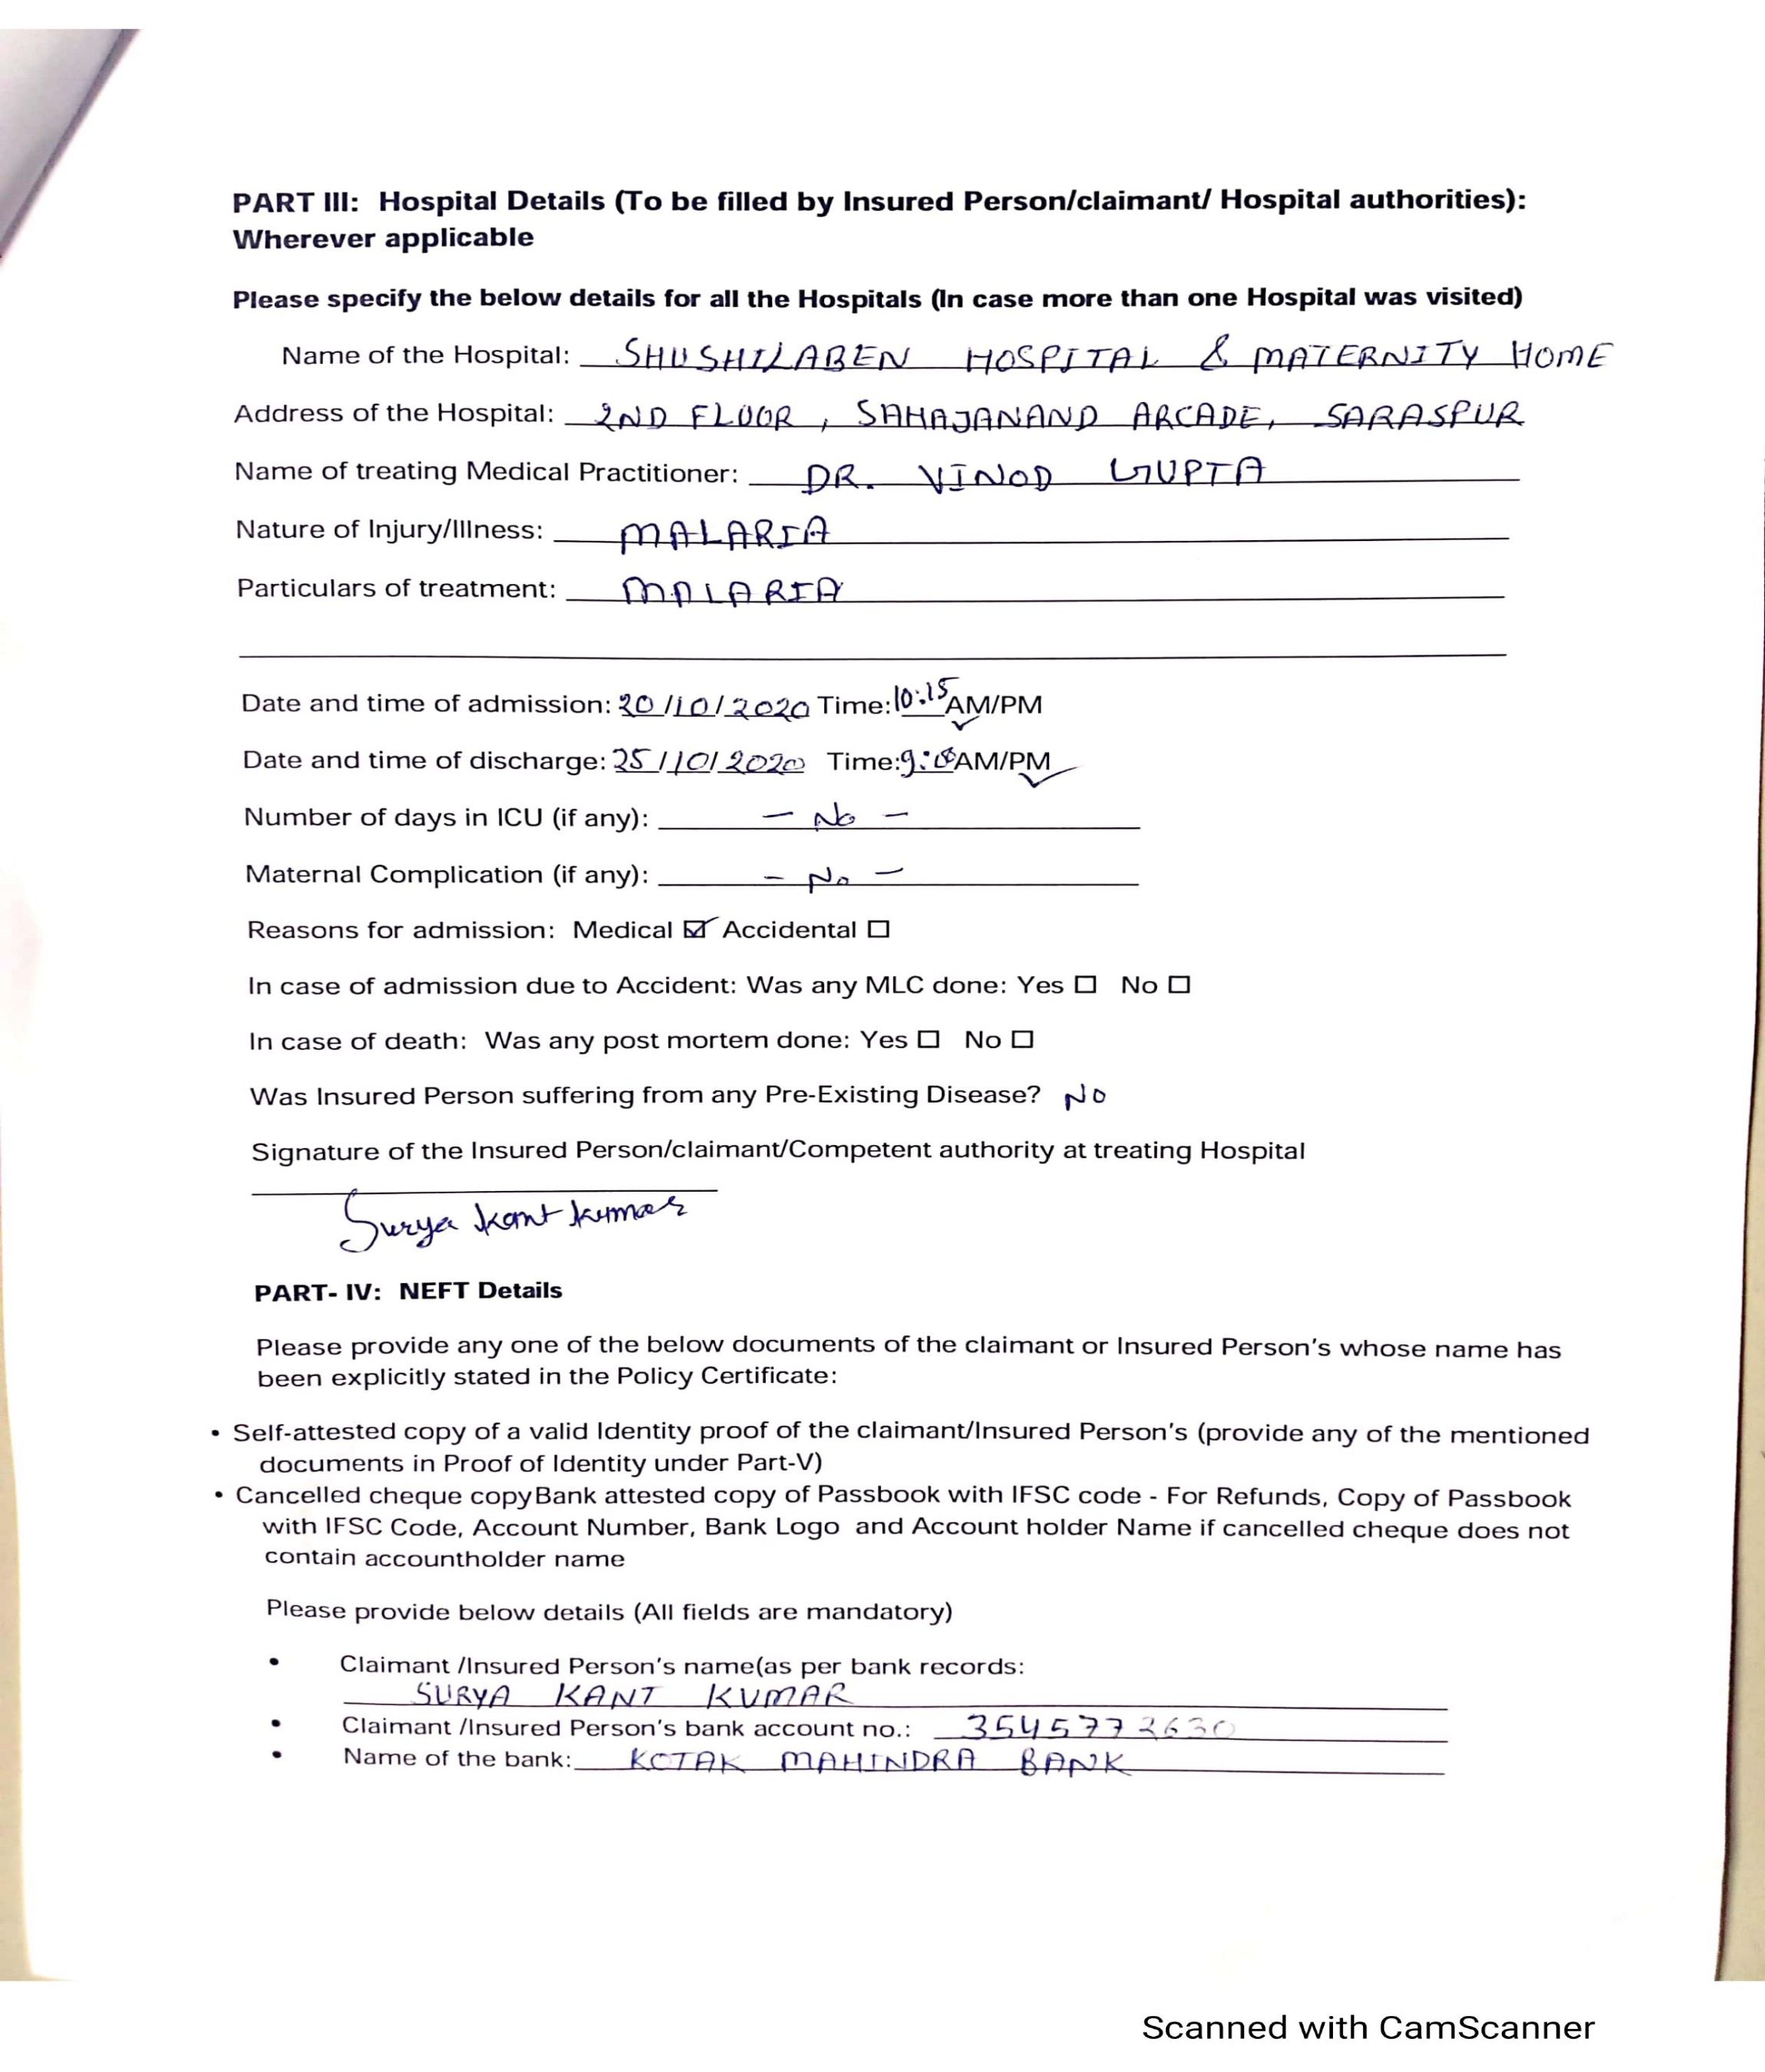 PART III: Hospital Details (To be filled by Insured Person/claimant/ Hospital authorities):
Wherever applicable
Please specify the below details for all the Hospitals (In case more than one Hospital was visited)
Name of the Hospital: SHUSHILABEN HOSPITAL & MATERNITY HOME
Address of the Hospital: 2ND FLOOR, SAHAJANAND ARCADE, SARASPUR
Name of treating Medical Practitioner: DR. VINOD GUPTA
Nature of Injury/Illness: MALARIA
Particulars of treatment: MALARIA
Date and time of admission: 20/10/2020 Time:10:15 AM/PM
Date and time of discharge: 25/10/2020 Time: AM/PM
Number of days in ICU (if any): - No -
Maternal Complication (if any): - No -
Reasons for admission: Medical ☑ Accidental ☐
In case of admission due to Accident: Was any MLC done: Yes ☐ No ☐
In case of death: Was any post mortem done: Yes ☐ No ☐
Was Insured Person suffering from any Pre-Existing Disease? NO
Signature of the Insured Person/claimant/Competent authority at treating Hospital
Surya Kant Kumar
PART- IV: NEFT Details
Please provide any one of the below documents of the claimant or Insured Person's whose name has
been explicitly stated in the Policy Certificate:
• Self-attested copy of a valid Identity proof of the claimant/Insured Person's (provide any of the mentioned
documents in Proof of Identity under Part-V)
• Cancelled cheque copy Bank attested copy of Passbook with IFSC code - For Refunds, Copy of Passbook
with IFSC Code, Account Number, Bank Logo and Account holder Name if cancelled cheque does not
contain accountholder name
Please provide below details (All fields are mandatory)
• Claimant /Insured Person's name(as per bank records:
SURYA KANT KUMAR
• Claimant /Insured Person's bank account no.: 3545772630
• Name of the bank: KOTAK MAHINDRA BANK
Scanned with CamScanner